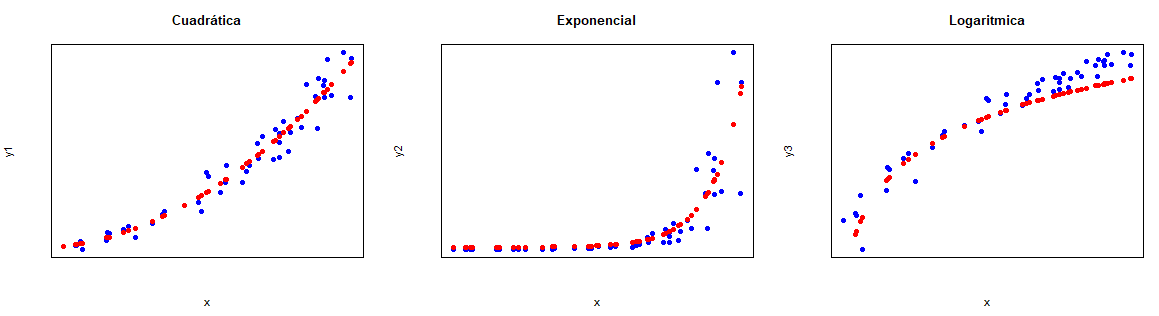 Cuadrática
y1
x
Exponencial
y2
x
Logaritmica
y3
x